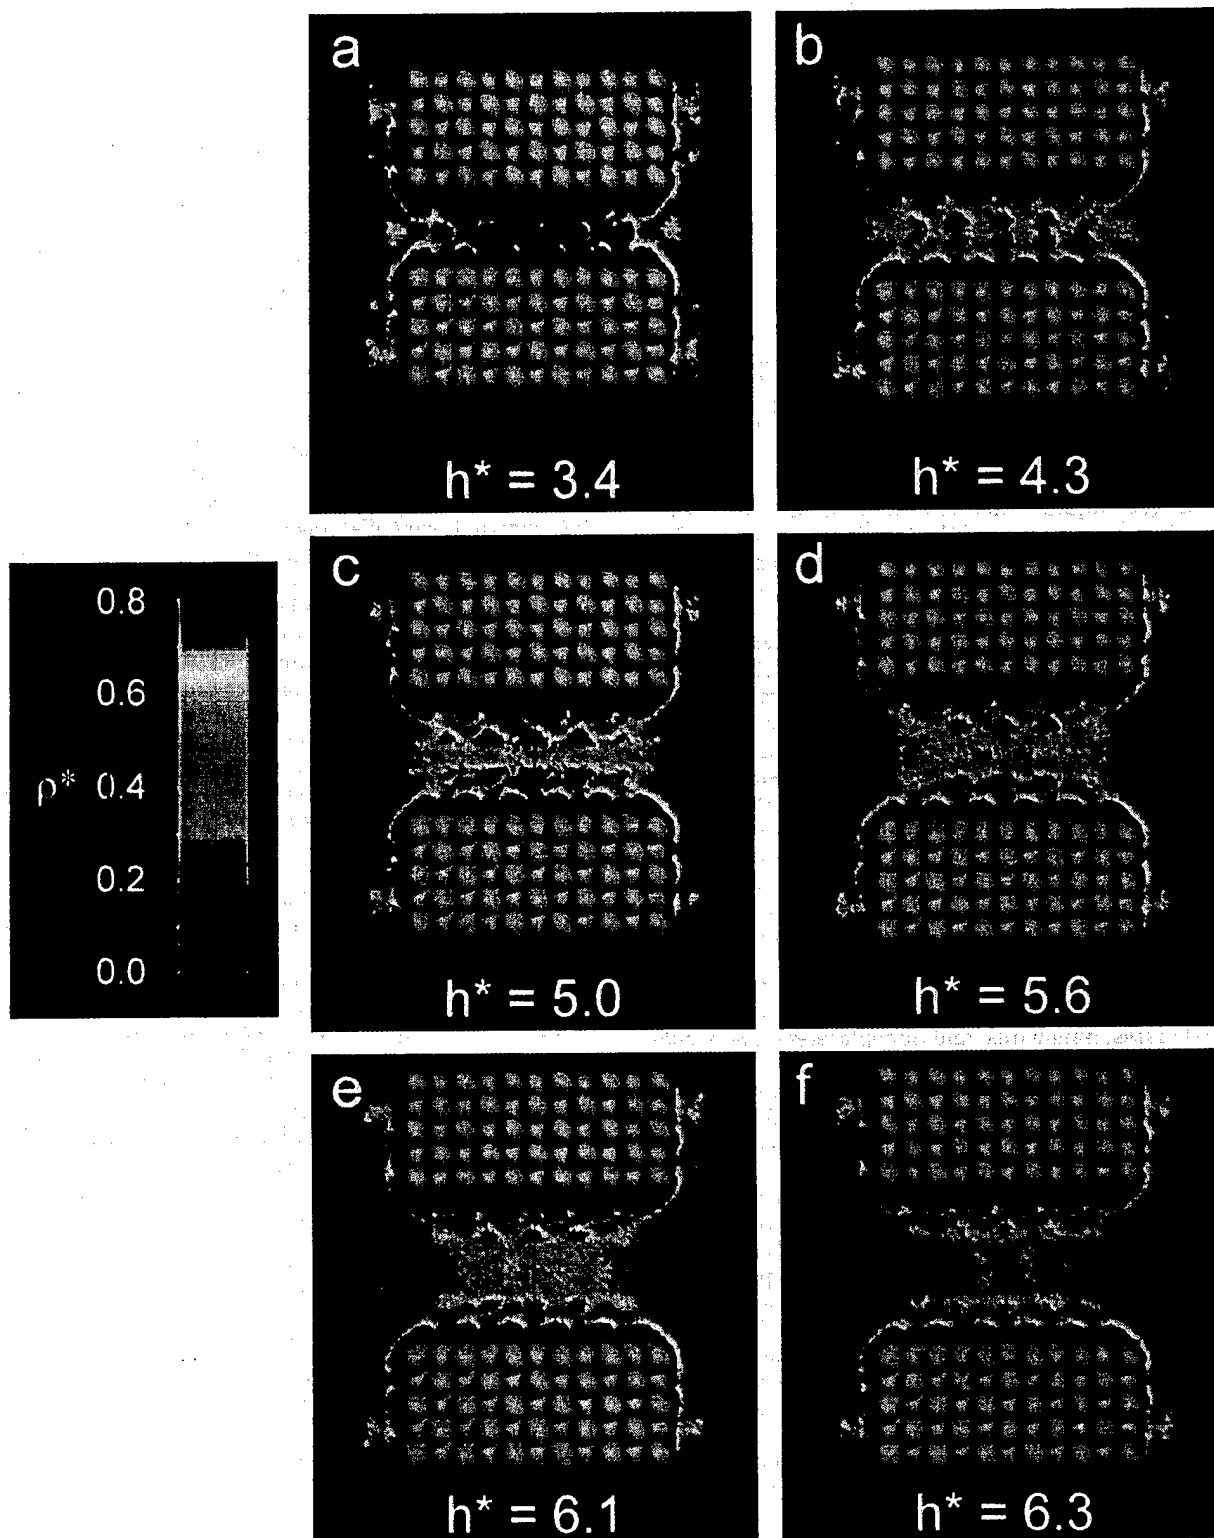 a
b
h* = 3.4
h* = 4.3
c
d
0.8
0.6
ρ* 0.4
0.2
0.0
h* = 5.0
h* = 5.6
e
f
h* = 6.1
h* = 6.3